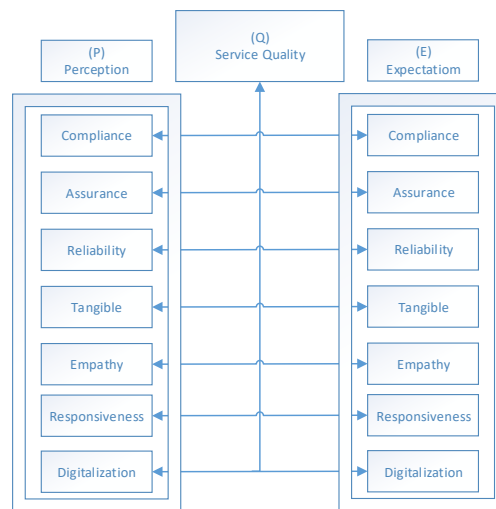 (P)
Perception
(Q)
Service Quality
(E)
Expectatiom
Compliance
Compliance
Assurance
Assurance
Reliability
Reliability
Tangible
Tangible
Empathy
Empathy
Responsiveness
Responsiveness
Digitalization
Digitalization